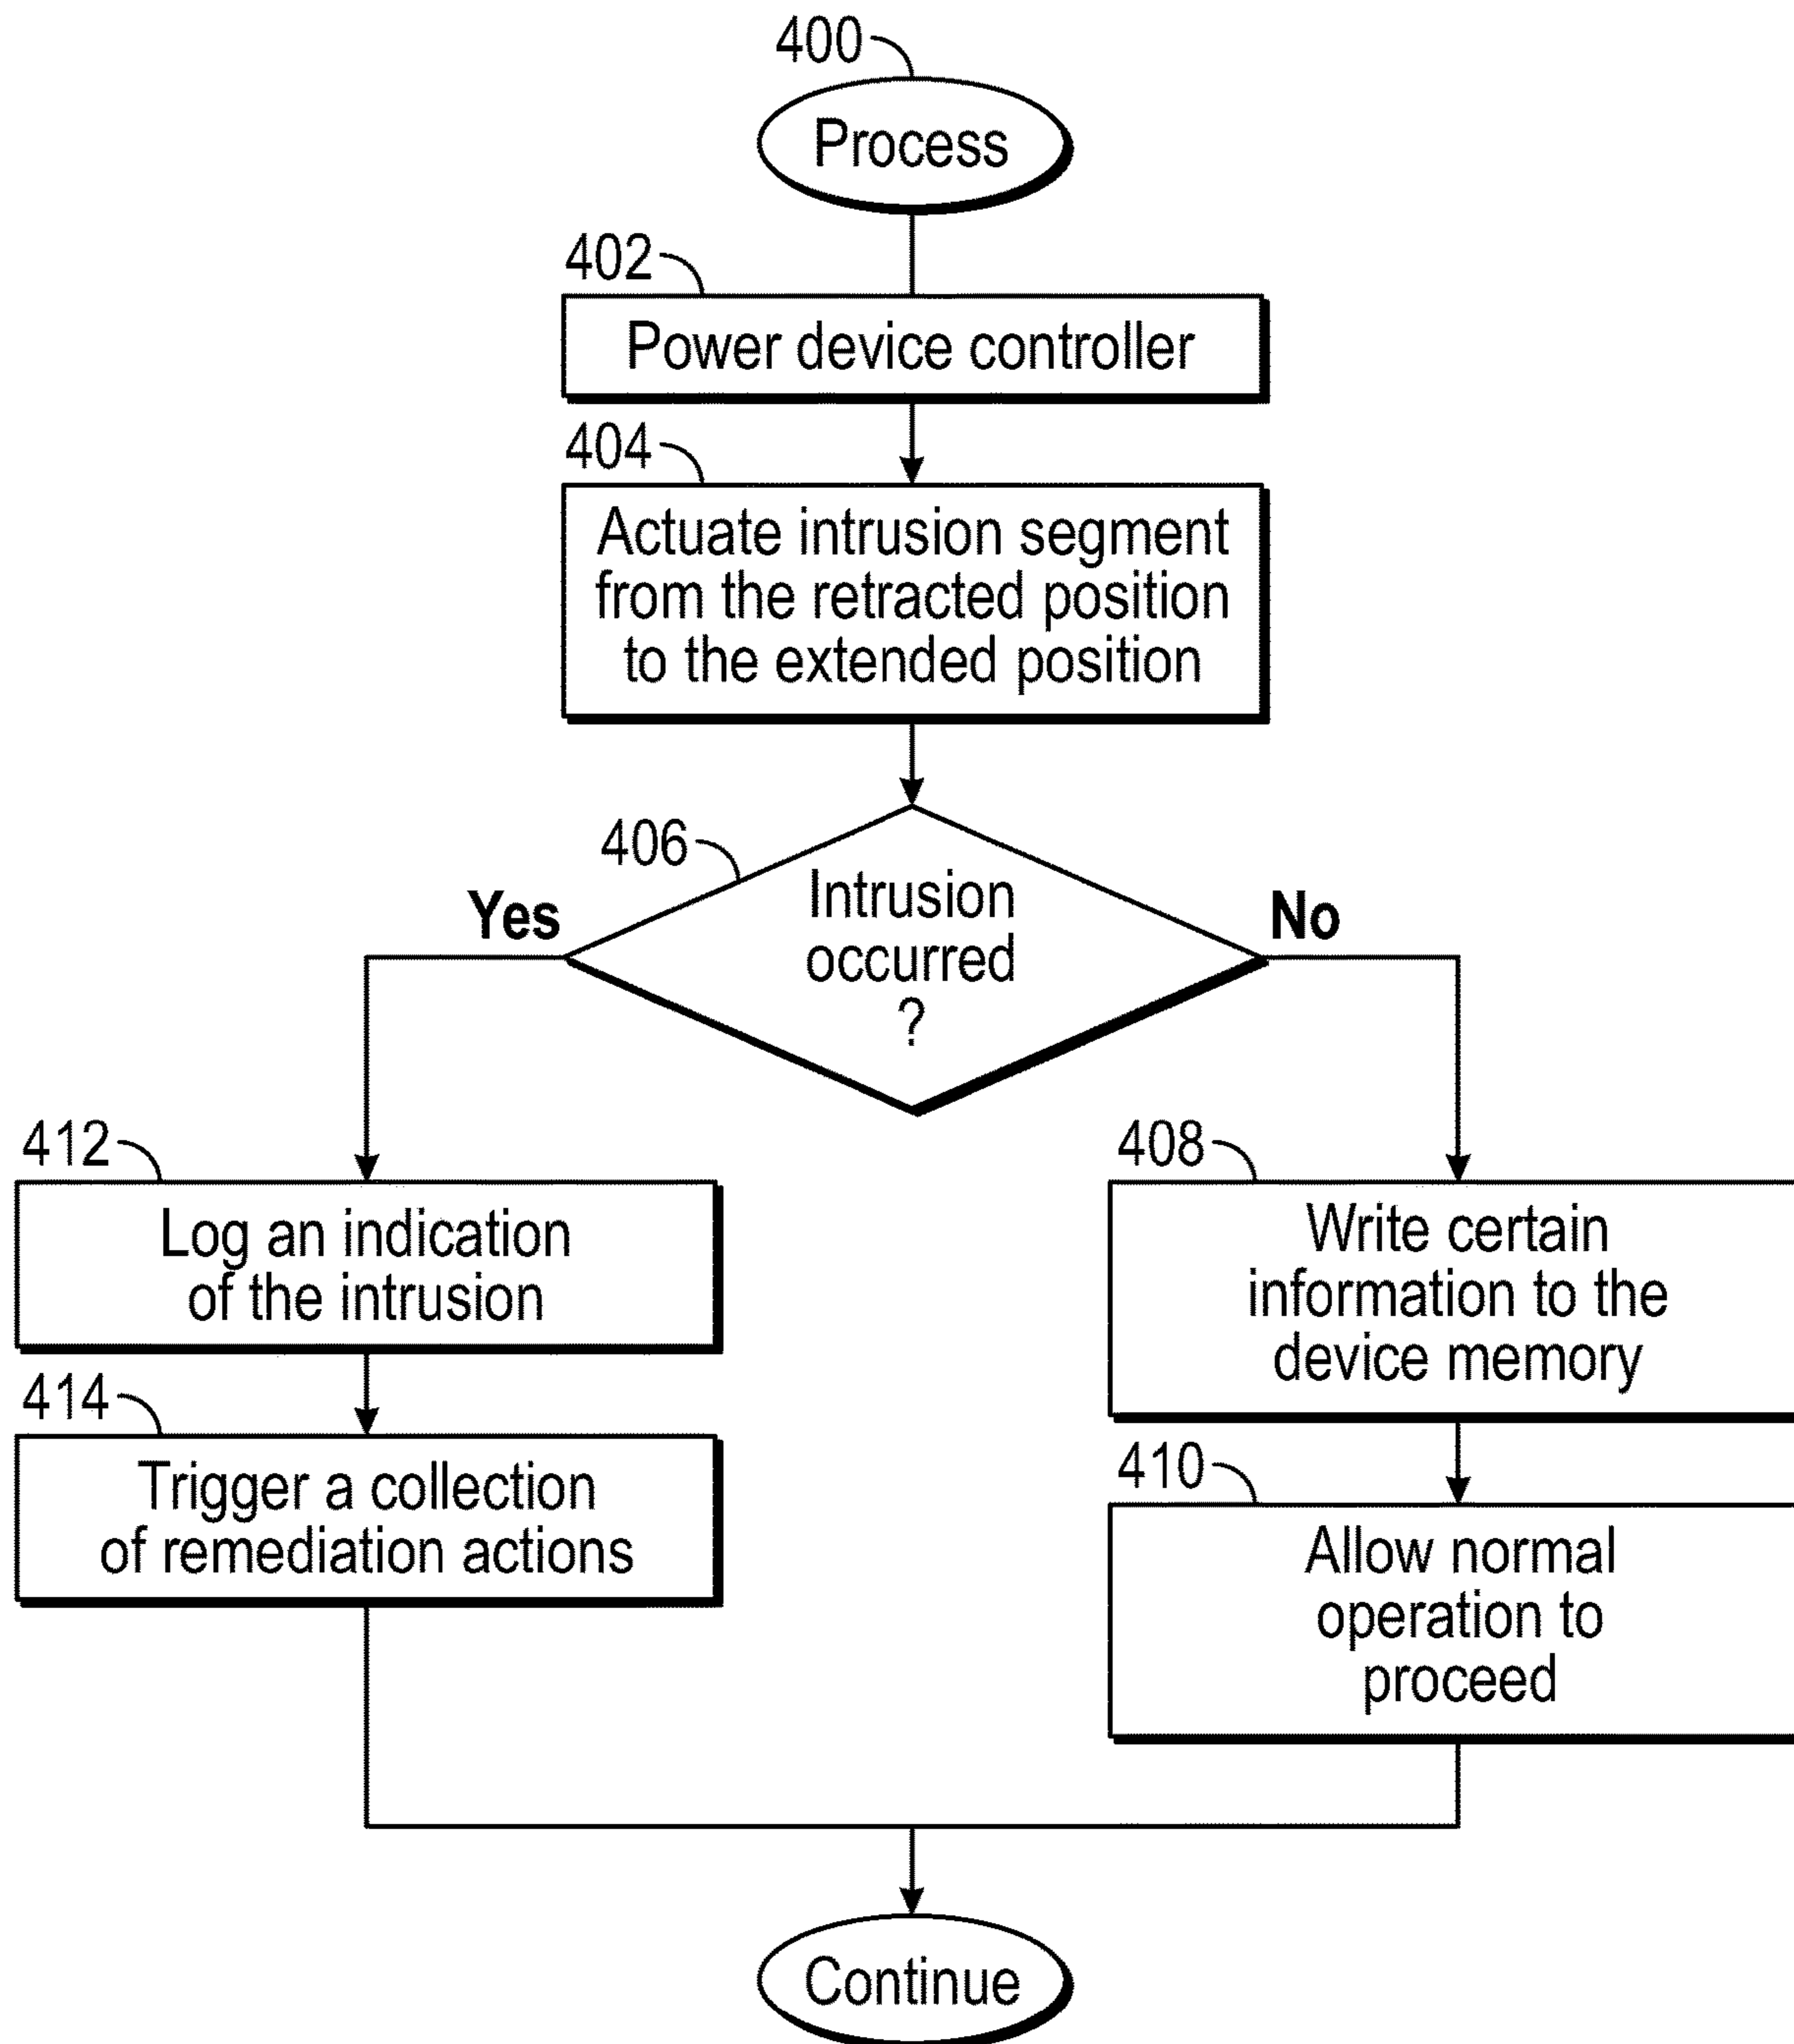 400
Process
402
Power device controller
404
Actuate intrusion segment
from the retracted position
to the extended position
406
Intrusion
occurred
?
Yes
No
412
Log an indication
of the intrusion
414
Trigger a collection
of remediation actions
408
Write certain
information to the
device memory
410
Allow normal
operation to
proceed
Continue